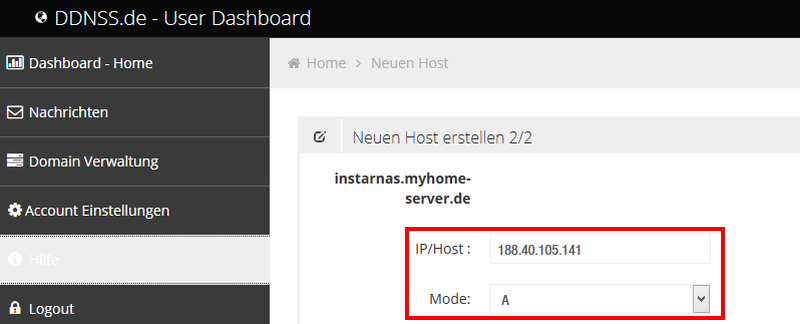 DDNSS.de - User Dashboard
Dashboard - Home
Nachrichten
Domain Verwaltung
Account Einstellungen
Hilfe
Logout
Home > Neuen Host
Neuen Host erstellen 2/2
instarnas.myhome-
server.de
IP/Host : 188.40.105.141
Mode: A